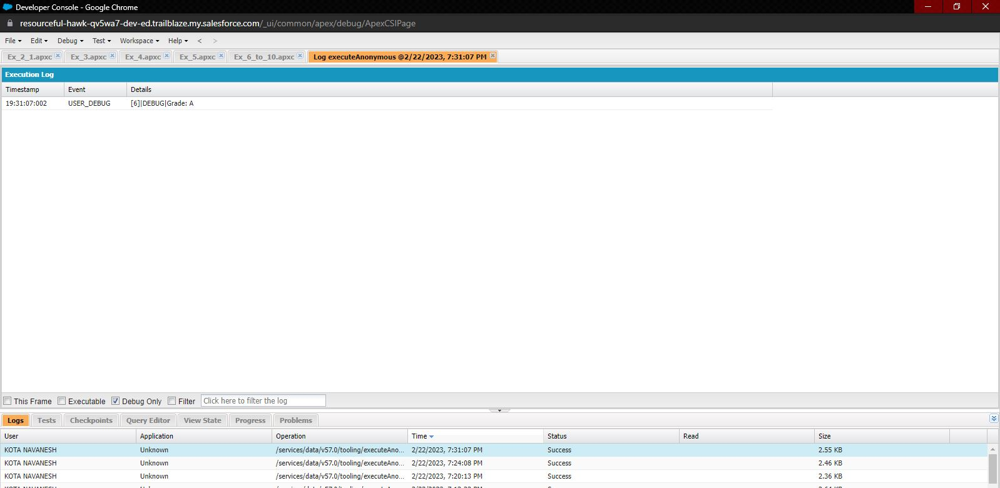 Developer Console - Google Chrome
resourceful-hawk-qv5wa7-dev-ed.trailblaze.my.salesforce.com/_ui/common/apex/debug/ApexCSIPage
File Edit Debug Test Workspace Help < >
Ex_2_1.apxc Ex_3.apxc Ex_4.apxc Ex_5.apxc Ex_6_to_10.apxc Log executeAnonymous @2/22/2023, 7:31:07 PM
Execution Log
Timestamp Event Details
19:31:07:002 USER_DEBUG [6]|DEBUG|Grade: A
This Frame Executable Debug Only Filter Click here to filter the log
Logs Tests Checkpoints Query Editor View State Progress Problems
User Application Operation Time Status Read Size
KOTA NAVANESH Unknown /services/data/v57.0/tooling/executeAno... 2/22/2023, 7:31:07 PM Success 2.55 KB
KOTA NAVANESH Unknown /services/data/v57.0/tooling/executeAno... 2/22/2023, 7:24:08 PM Success 2.46 KB
KOTA NAVANESH Unknown /services/data/v57.0/tooling/executeAno... 2/22/2023, 7:20:13 PM Success 2.36 KB
KOTA NAVANESH